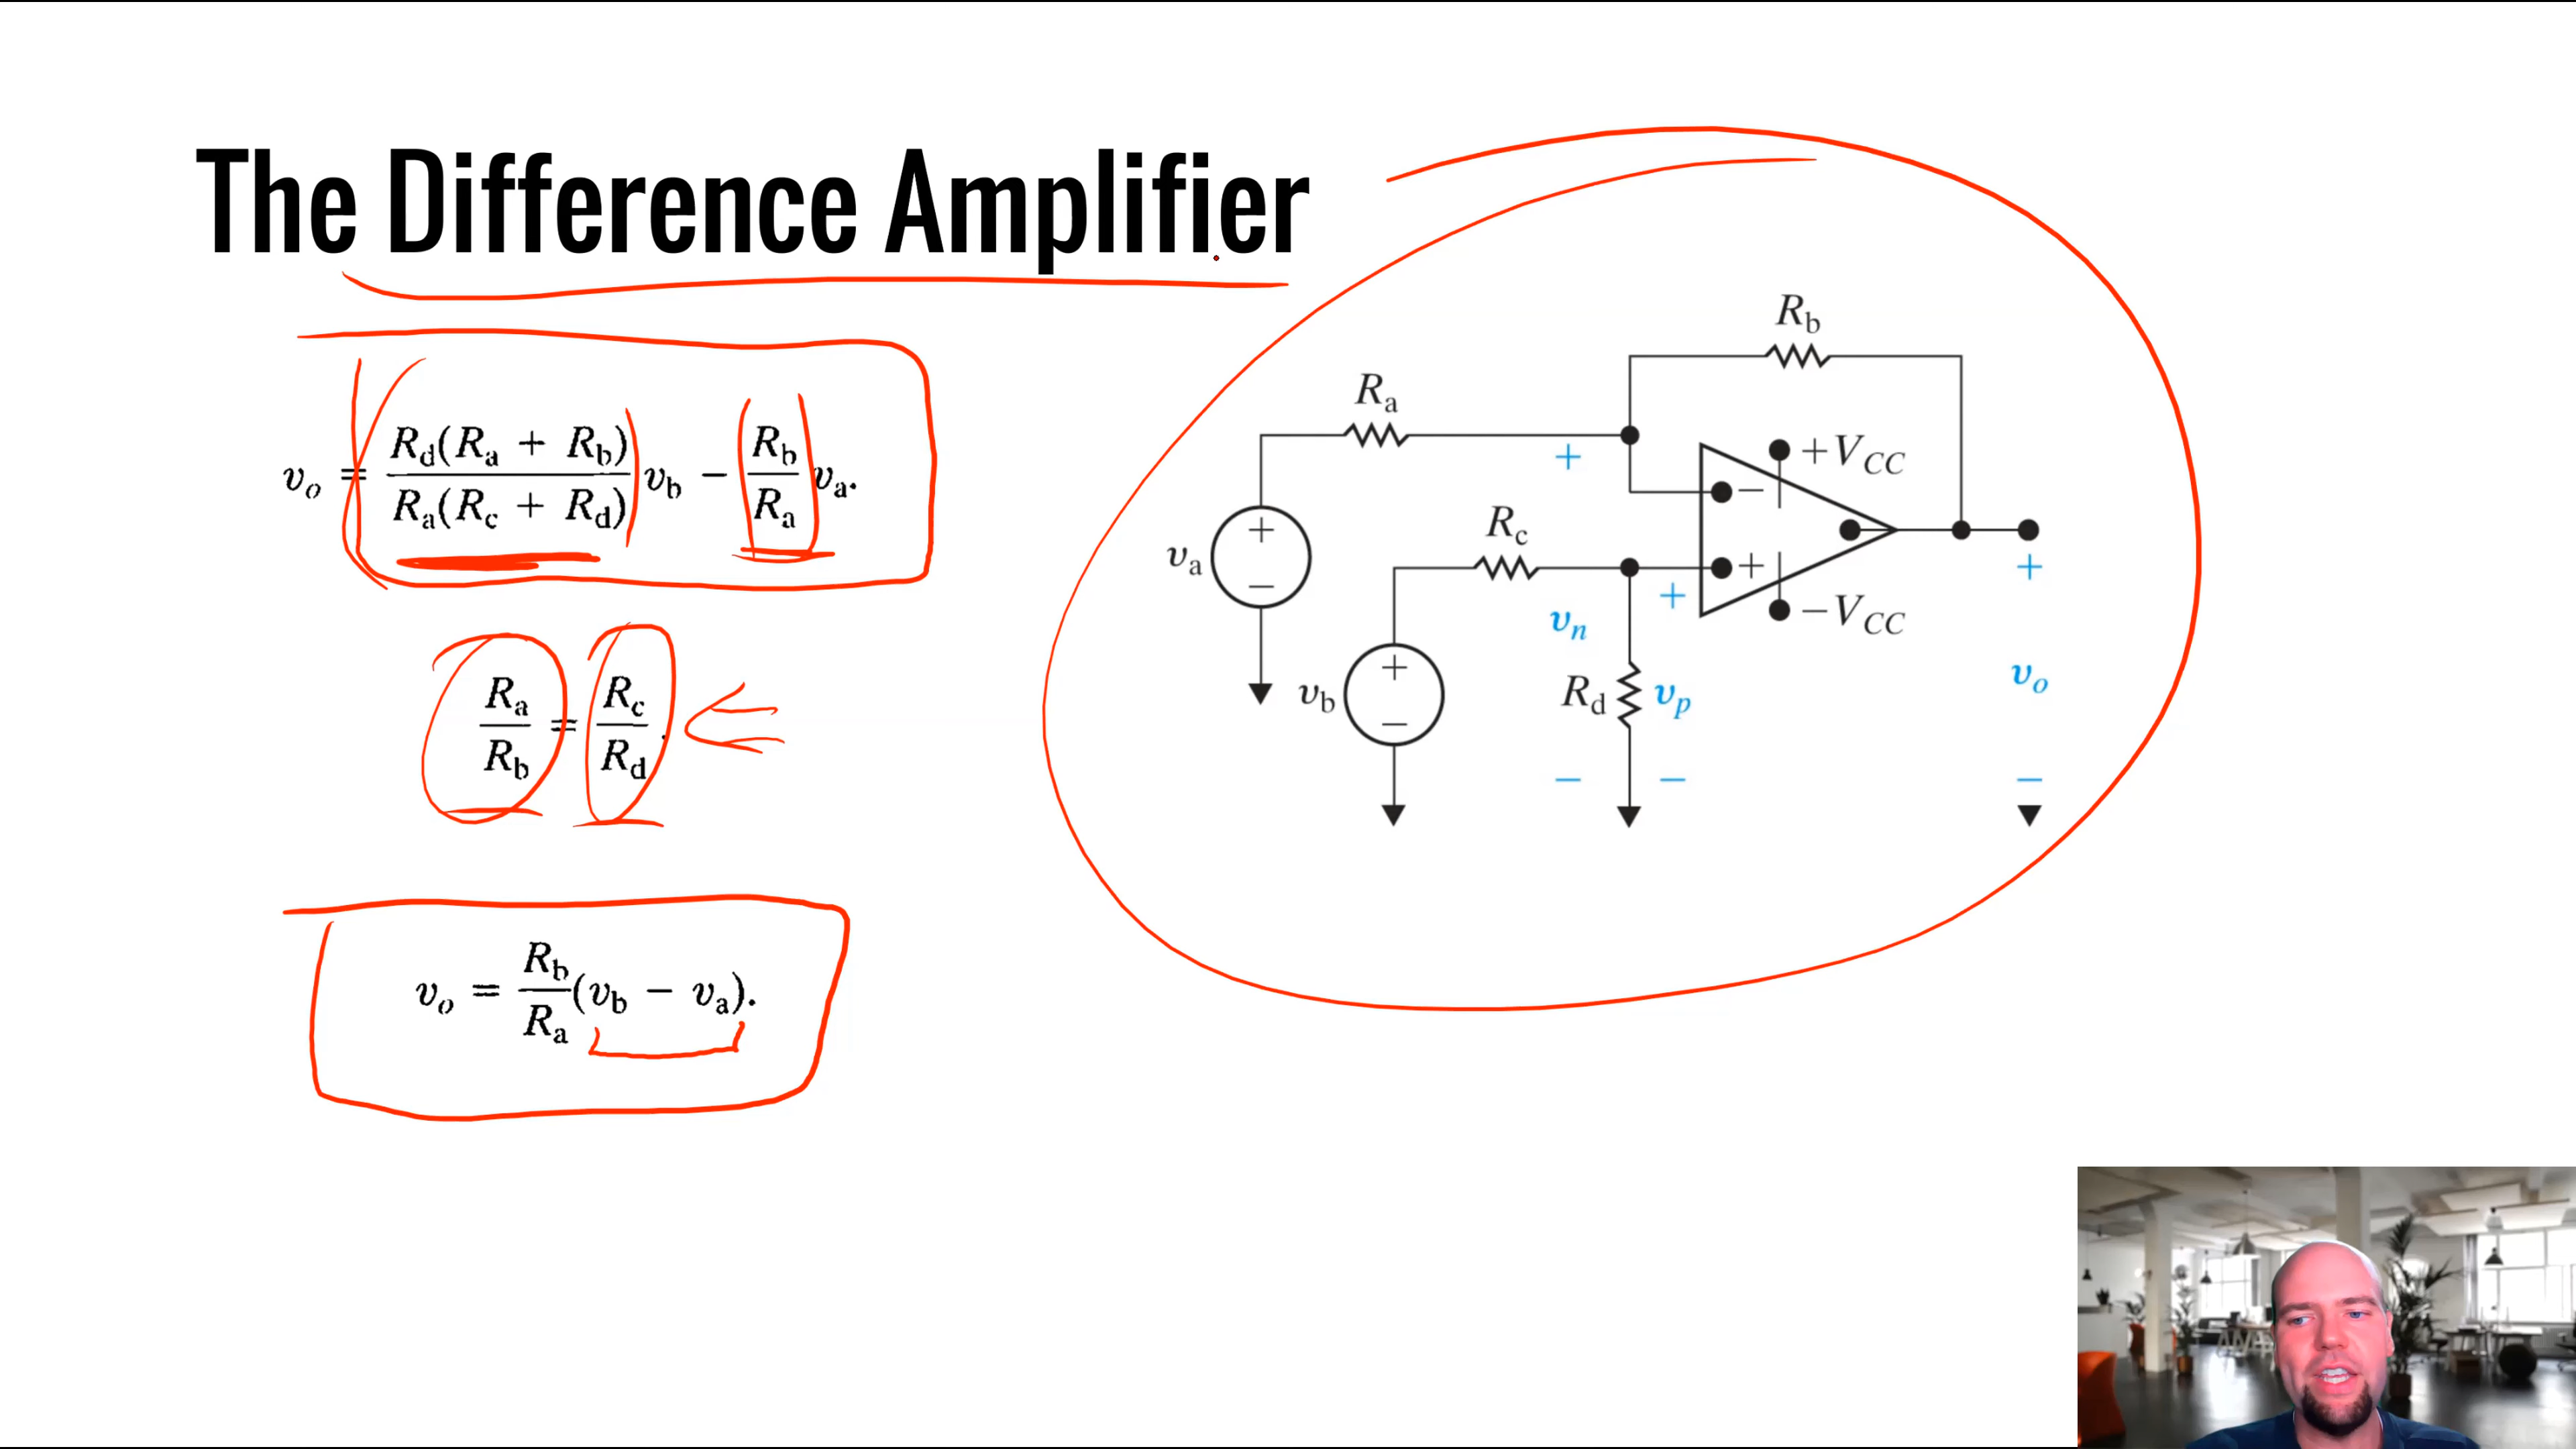 The Difference Amplifier
v_o = R_d(R_a + R_b) / R_a(R_c + R_d) v_b − R_b / R_a v_a.
R_a / R_b = R_c / R_d.
v_o = R_b / R_a (v_b − v_a).
R_b
R_a
+
+V_CC
−
R_c
+
v_a
−
+
+
−V_CC
+
v_n
v_b
+
−
R_d
v_p
v_o
−
−
−